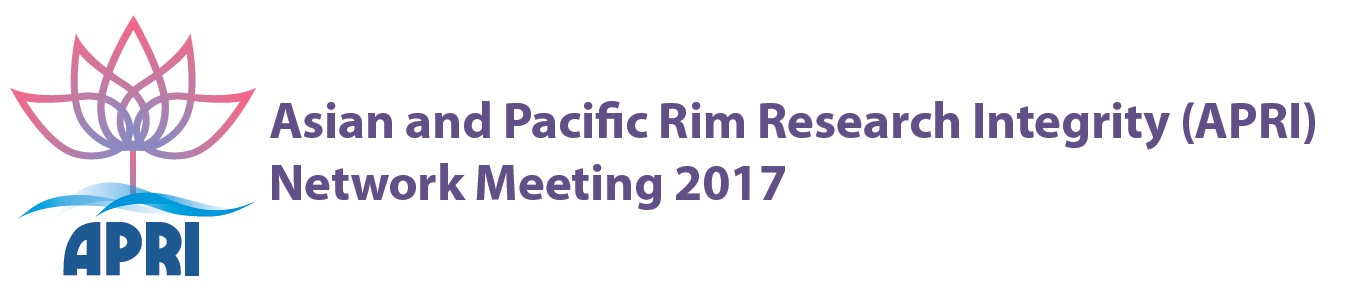 Asian and Pacific Rim Research Integrity (APRI)
Network Meeting 2017
APRI